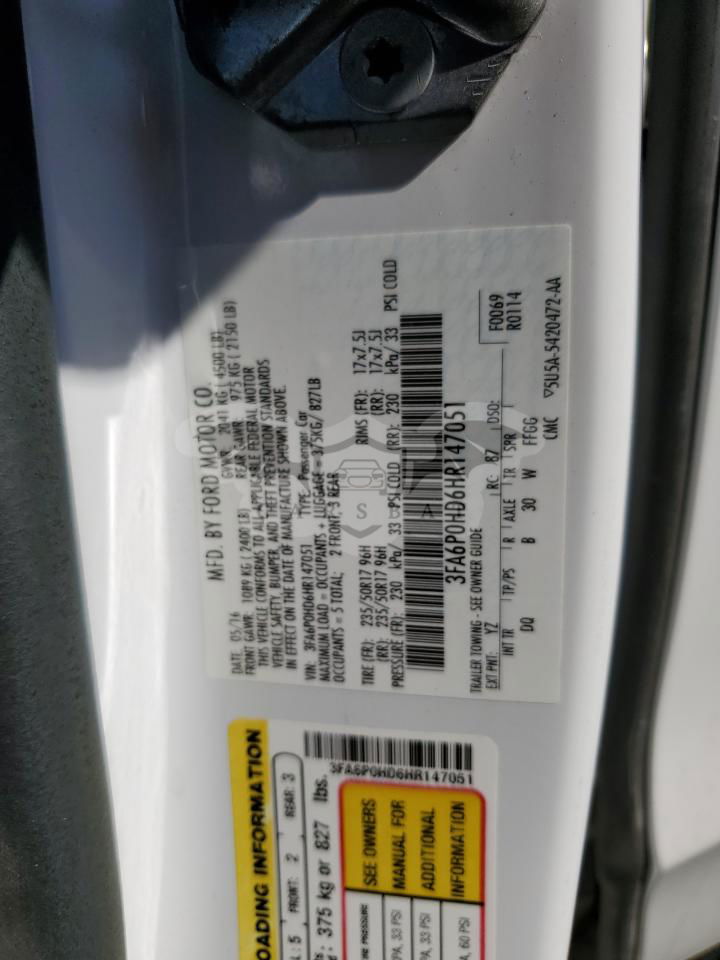 MFD. BY FORD MOTOR CO.
DATE: 05/16 GVWR: 2041 KG (4500 LB)
FRONT GAWR: 1089 KG (2400 LB) REAR GAWR: 975 KG (2150 LB)
THIS VEHICLE CONFORMS TO ALL APPLICABLE FEDERAL MOTOR
VEHICLE SAFETY, BUMPER, AND THEFT PREVENTION STANDARDS
IN EFFECT ON THE DATE OF MANUFACTURE SHOWN ABOVE.
VIN: 3FA6P0HD6HR147051 TYPE: Passenger Car
MAXIMUM LOAD = OCCUPANTS + LUGGAGE = 375KG/ 827LB
OCCUPANTS = 5 TOTAL: 2 FRONT, 3 REAR
TIRE (FR): 235/50R17 96H RIMS (FR): 17x7.5J
(RR): 235/50R17 96H (RR): 17x7.5J
PRESSURE (FR): 230 kPa/ 33 PSI COLD (RR): 230 kPa/ 33 PSI COLD
3FA6P0HD6HR147051
TRAILER TOWING - SEE OWNER GUIDE
F0069
R0114
EXT PNT: YZ RC: 87 DSO:
INT TR TP/PS R AXLE TR SPR
DQ B 30 W FFGG
CMC ▽5U5A-5420472-AA
S A
LOADING INFORMATION
FRONT: 2 REAR: 3
375 kg or 827 lbs.
3FA6P0HD6HR147051
SEE OWNERS
MANUAL FOR
ADDITIONAL
INFORMATION
PRESSURE
33 PSI
33 PSI
60 PSI